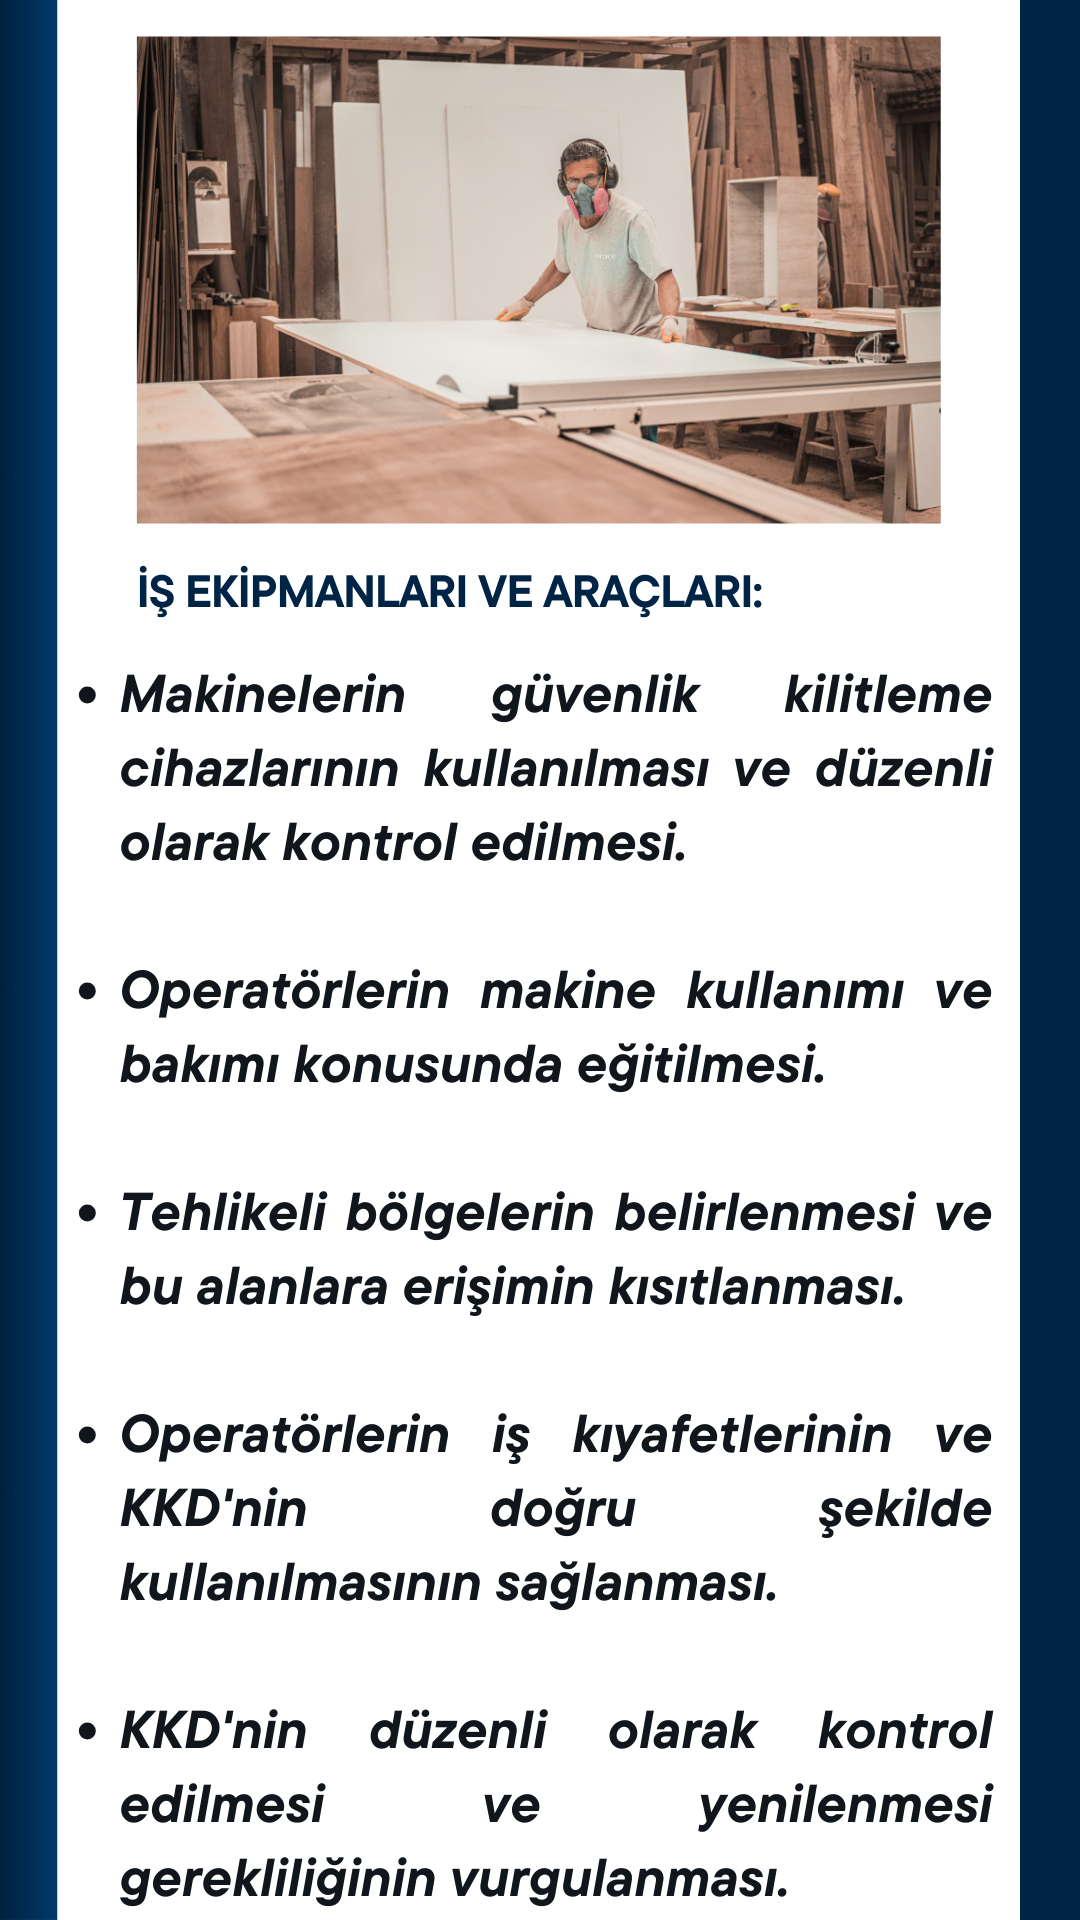 İŞ EKİPMANLARI VE ARAÇLARI:
• Makinelerin güvenlik kilitleme
cihazlarının kullanılması ve düzenli
olarak kontrol edilmesi.
• Operatörlerin makine kullanımı ve
bakımı konusunda eğitilmesi.
• Tehlikeli bölgelerin belirlenmesi ve
bu alanlara erişimin kısıtlanması.
• Operatörlerin iş kıyafetlerinin ve
KKD'nin doğru şekilde
kullanılmasının sağlanması.
• KKD'nin düzenli olarak kontrol
edilmesi ve yenilenmesi
gerekliliğinin vurgulanması.